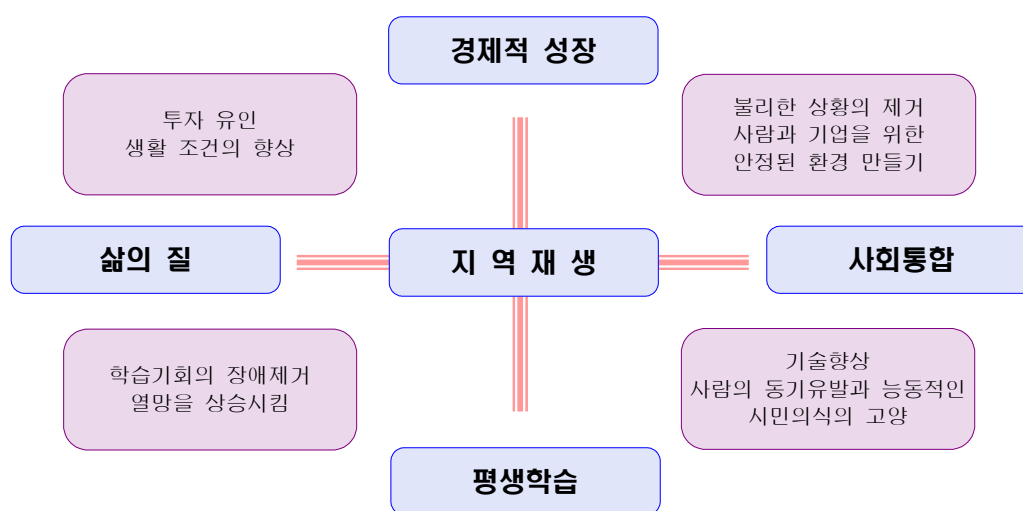 경제적 성장
투자 유인
생활 조건의 향상
불리한 상황의 제거
사람과 기업을 위한
안정된 환경 만들기
삶의 질
지 역 재 생
사회통합
학습기회의 장애제거
열망을 상승시킴
기술향상
사람의 동기유발과 능동적인
시민의식의 고양
평생학습